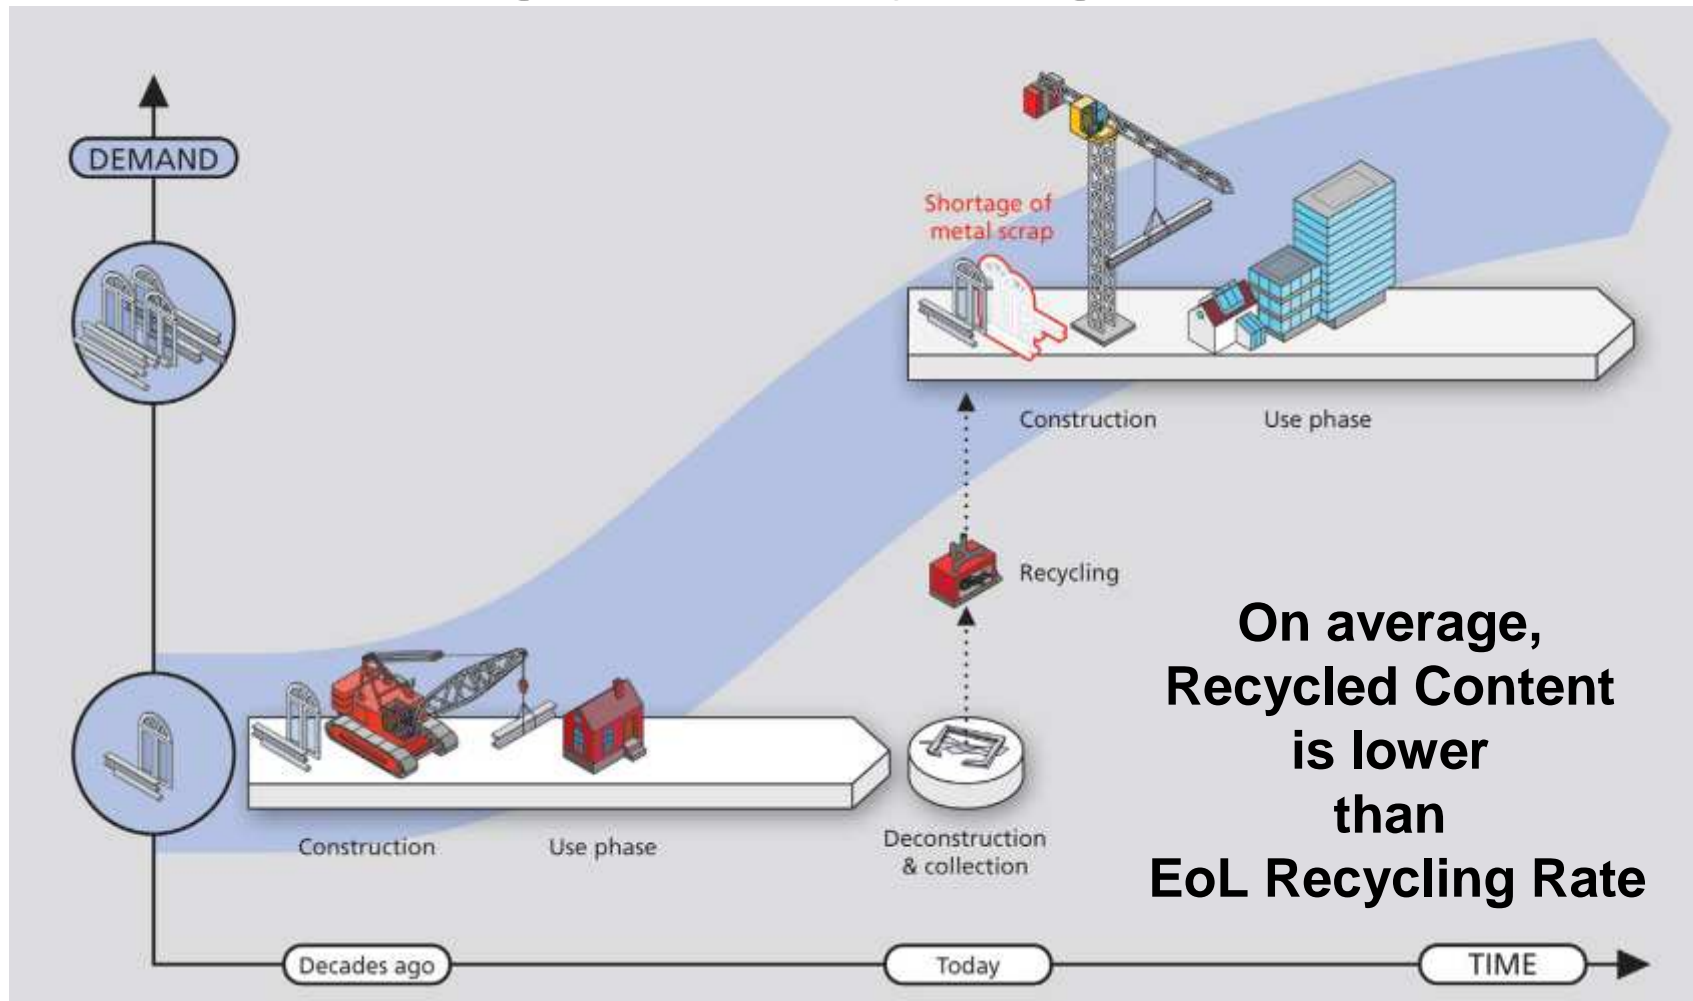 DEMAND
Shortage of
metal scrap
Construction
Use phase
Recycling
On average,
Recycled Content
is lower
than
EoL Recycling Rate
Construction
Use phase
Deconstruction
& collection
Decades ago
Today
TIME